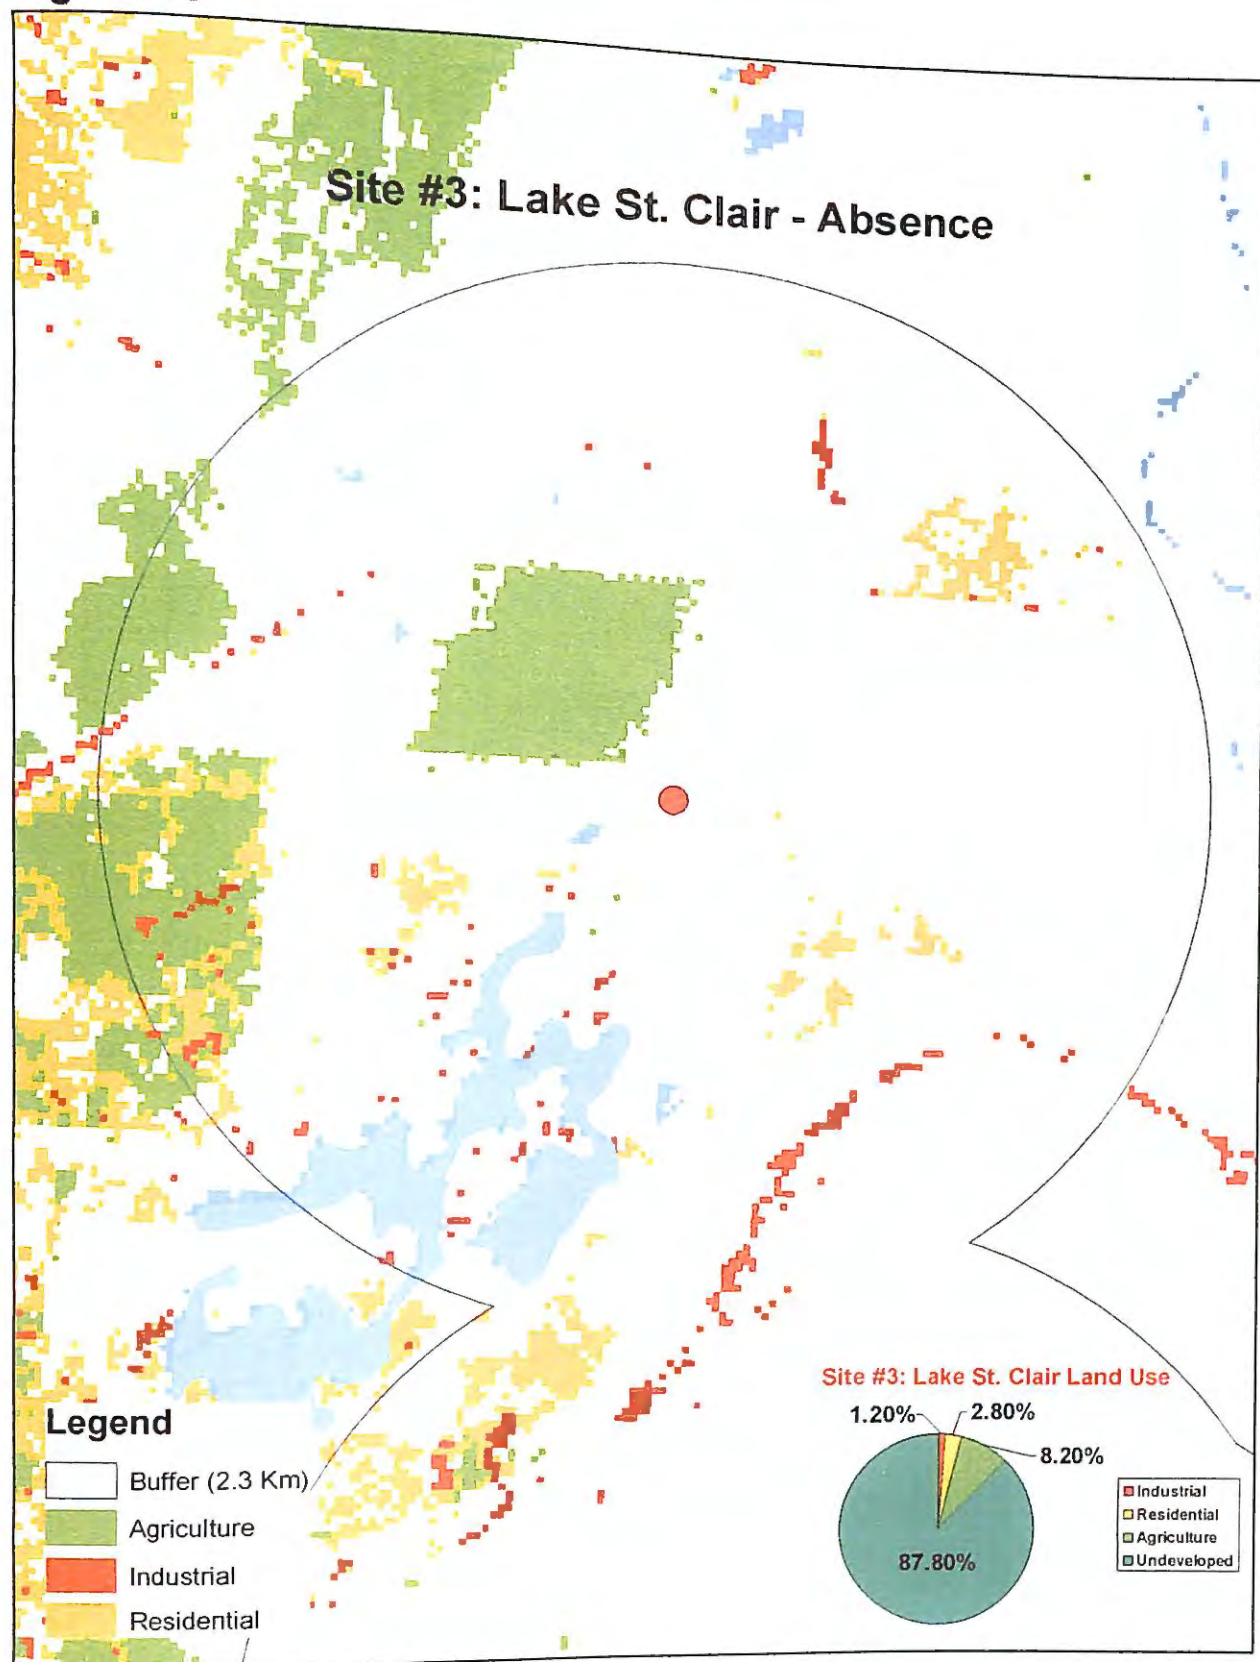 Site #3: Lake St. Clair - Absence
Site #3: Lake St. Clair Land Use
1.20%
2.80%
8.20%
87.80%
Industrial
Residential
Agriculture
Undeveloped
Legend
Buffer (2.3 Km)
Agriculture
Industrial
Residential